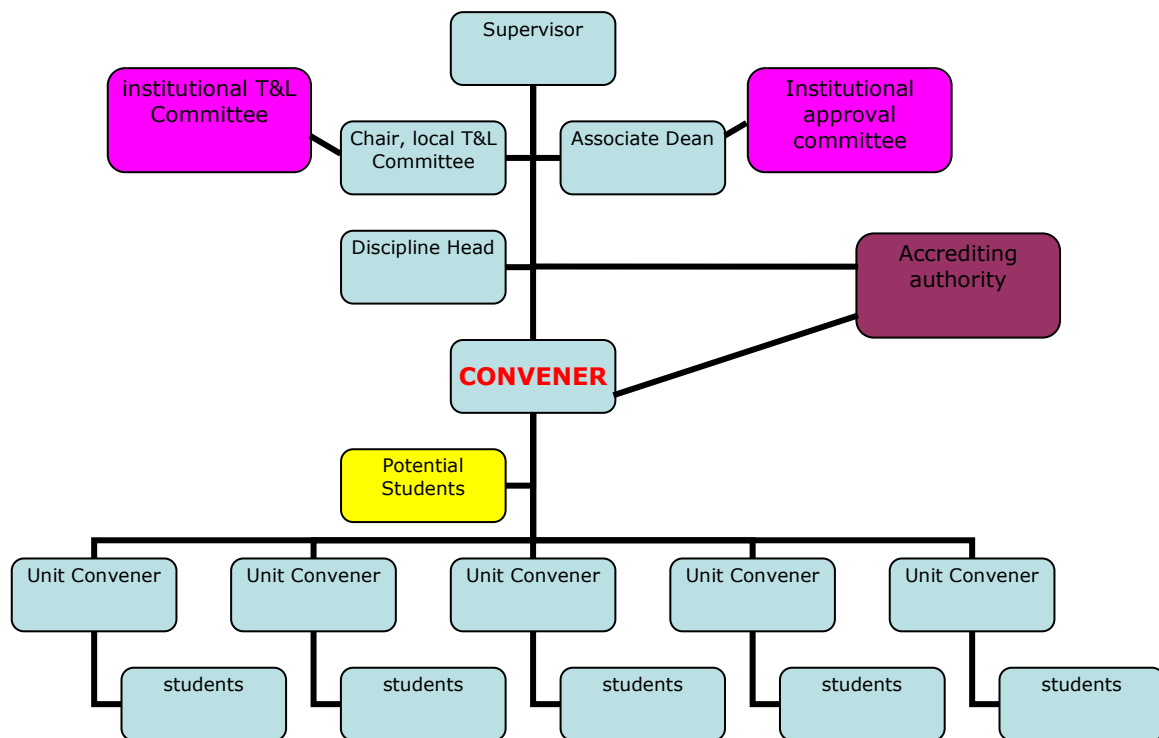 Supervisor
institutional T&L
Committee
Institutional
approval
committee
Chair, local T&L
Committee
Associate Dean
Discipline Head
Accrediting
authority
CONVENER
Potential
Students
Unit Convener
Unit Convener
Unit Convener
Unit Convener
Unit Convener
students
students
students
students
students